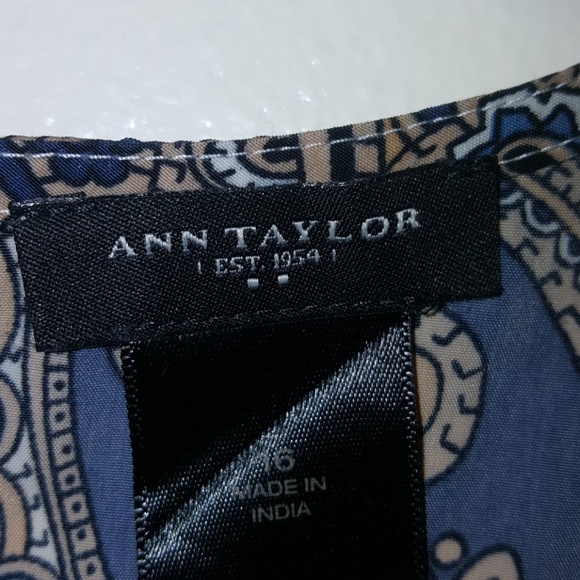 ANN TAYLOR
EST. 1954
16
MADE IN
INDIA